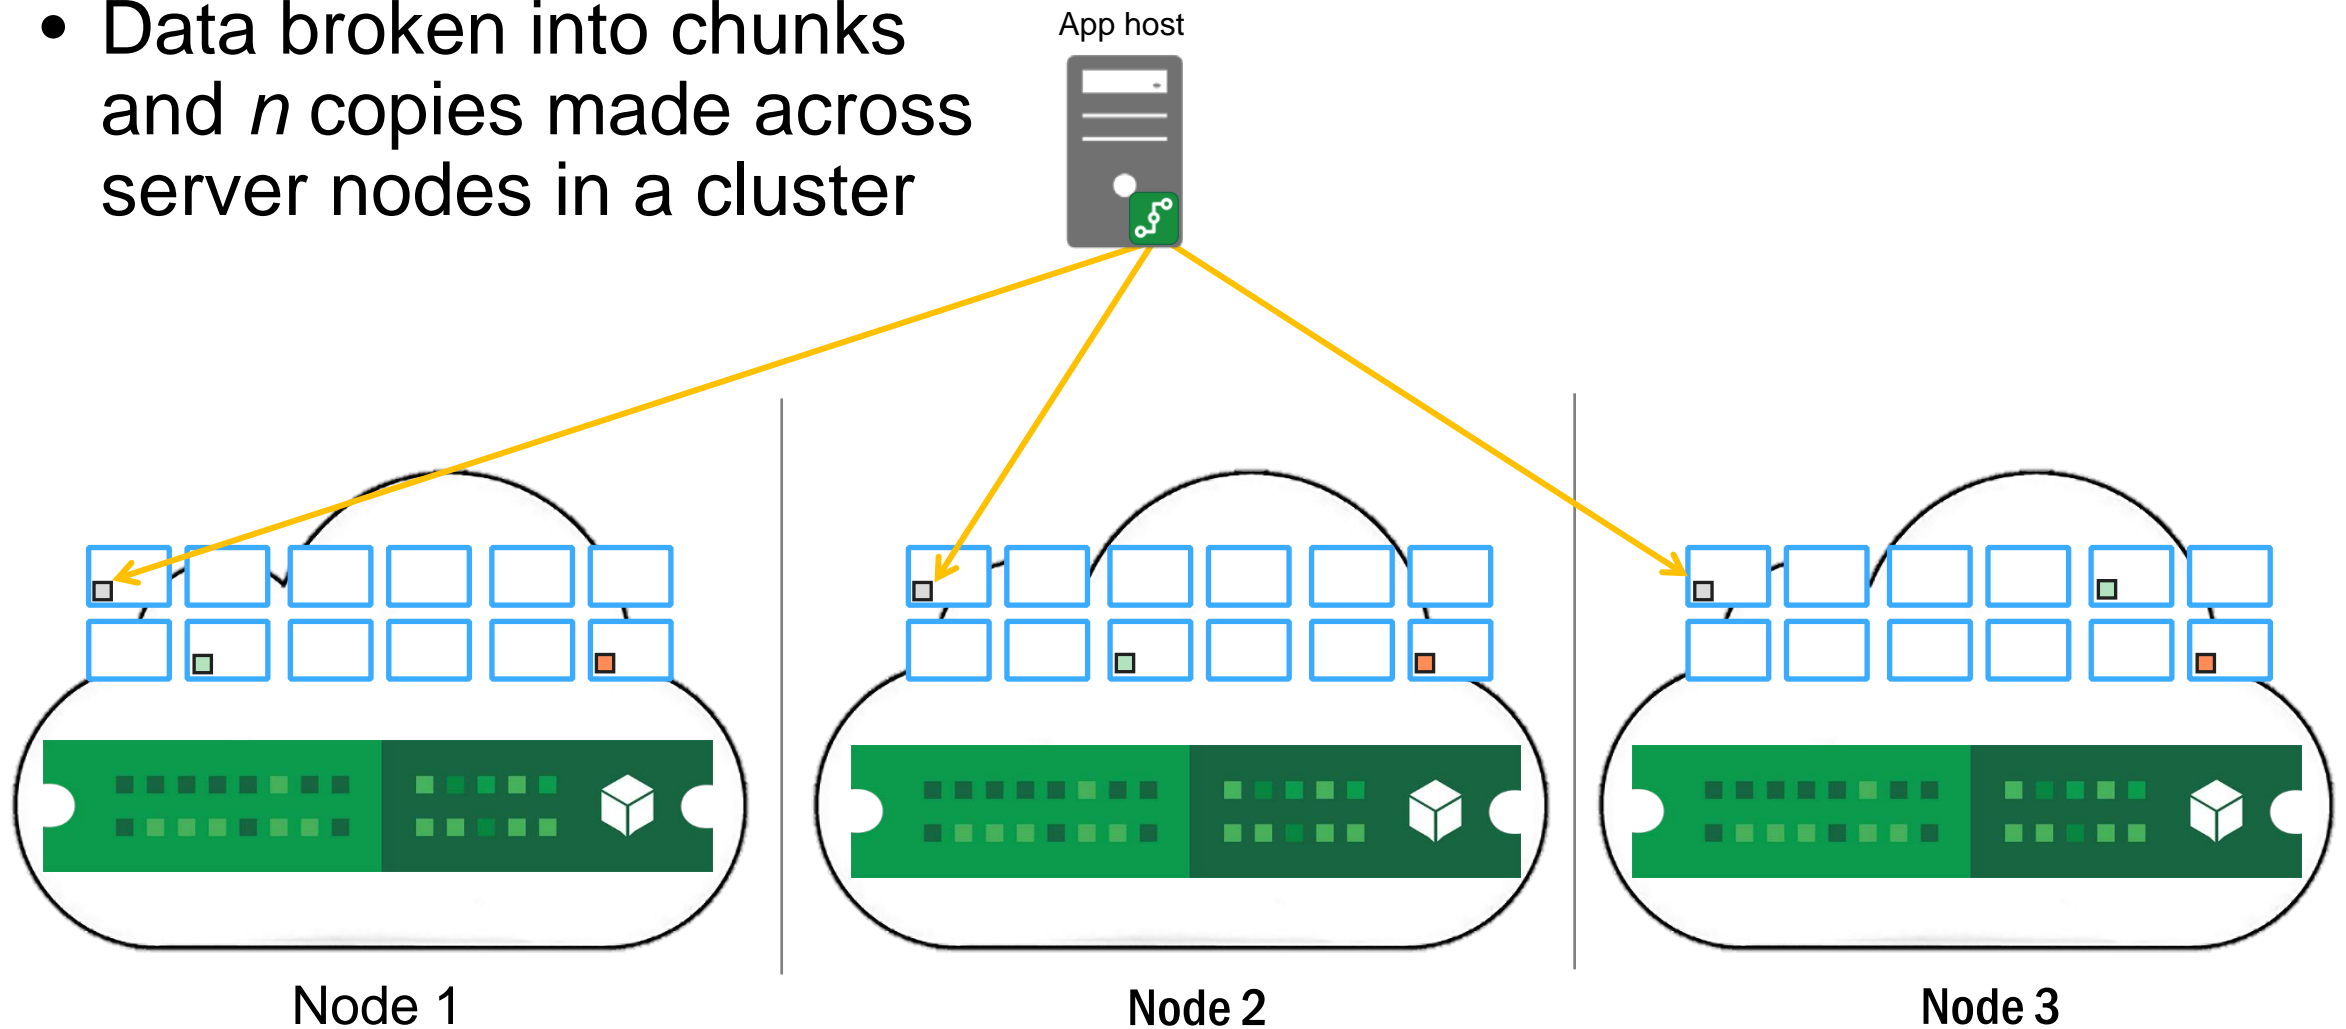 • Data broken into chunks
and n copies made across
server nodes in a cluster
App host
Node 1
Node 2
Node 3